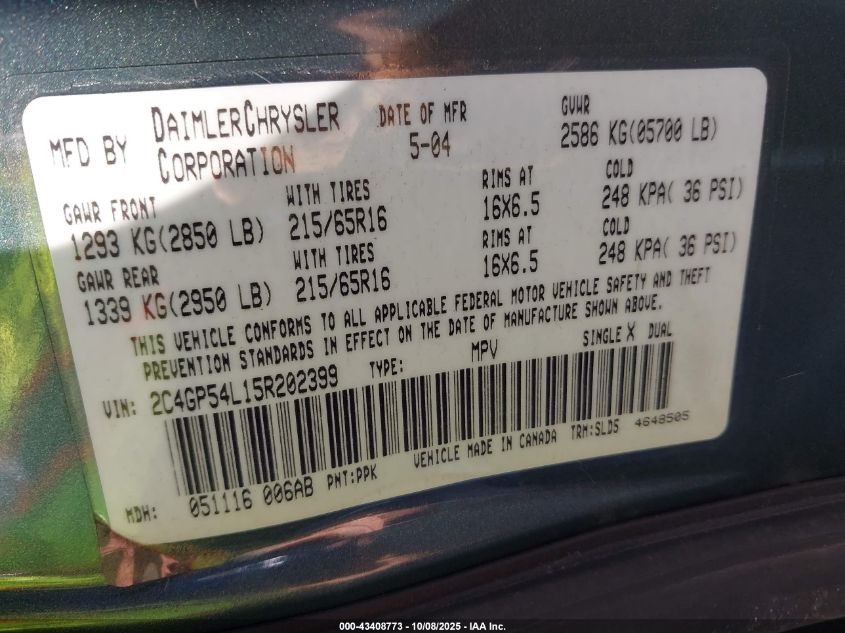 MFD BY DAIMLERCHRYSLER CORPORATION DATE OF MFR 5-04 GVWR 2586 KG(05700 LB)
GAWR FRONT WITH TIRES RIMS AT COLD
1293 KG(2850 LB) 215/65R16 16X6.5 248 KPA( 36 PSI)
GAWR REAR WITH TIRES RIMS AT COLD
1339 KG(2950 LB) 215/65R16 16X6.5 248 KPA( 36 PSI)
THIS VEHICLE CONFORMS TO ALL APPLICABLE FEDERAL MOTOR VEHICLE SAFETY AND THEFT
PREVENTION STANDARDS IN EFFECT ON THE DATE OF MANUFACTURE SHOWN ABOVE.
VIN: 2C4GP54L15R202399 TYPE: MPV SINGLE X DUAL
MDH: 051116 006AB PNT:PPK VEHICLE MADE IN CANADA TRM:SLD5 4648505
000-43408773 • 10/08/2025 • IAA Inc.